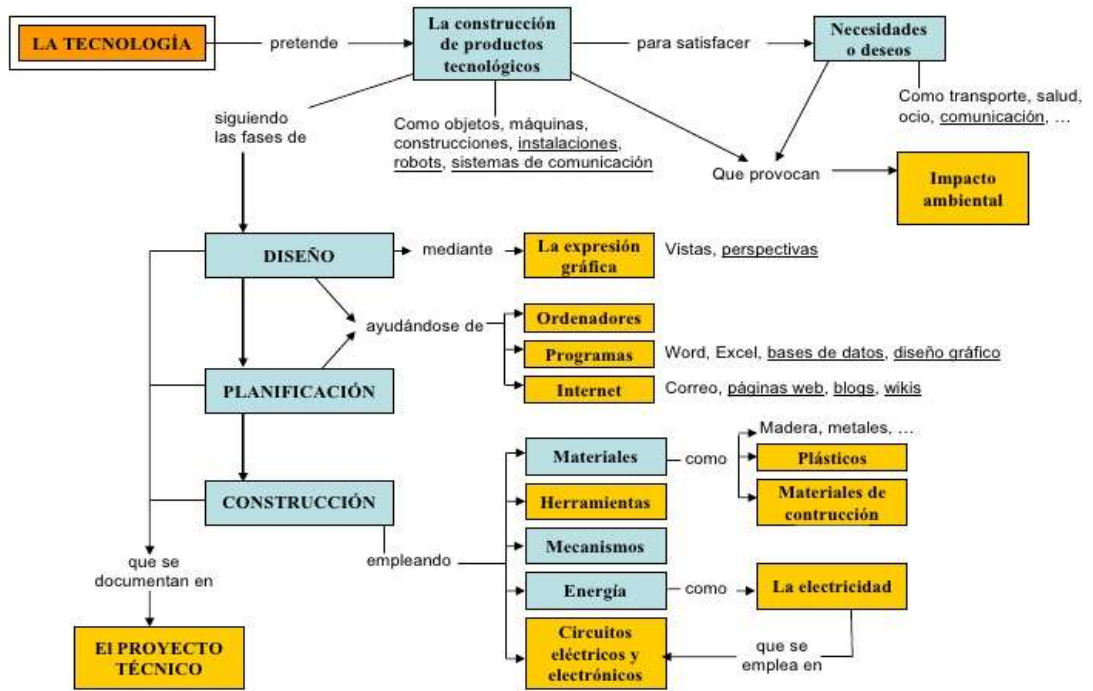 LA TECNOLOGÍA
pretende
La construcción
de productos
tecnológicos
para satisfacer
Necesidades
o deseos
siguiendo
las fases de
Como objetos, máquinas,
construcciones, instalaciones,
robots, sistemas de comunicación
Como transporte, salud,
ocio, comunicación, ...
Que provocan
Impacto
ambiental
DISEÑO
mediante
La expresión
gráfica
Vistas, perspectivas
ayudándose de
Ordenadores
Programas
Word, Excel, bases de datos, diseño gráfico
Internet
Correo, páginas web, blogs, wikis
PLANIFICACIÓN
CONSTRUCCIÓN
empleando
Materiales
como
Madera, metales, ...
Plásticos
Materiales de
contrucción
Herramientas
Mecanismos
Energía
como
La electricidad
que se
emplea en
Circuitos
eléctricos y
electrónicos
que se
documentan en
El PROYECTO
TÉCNICO